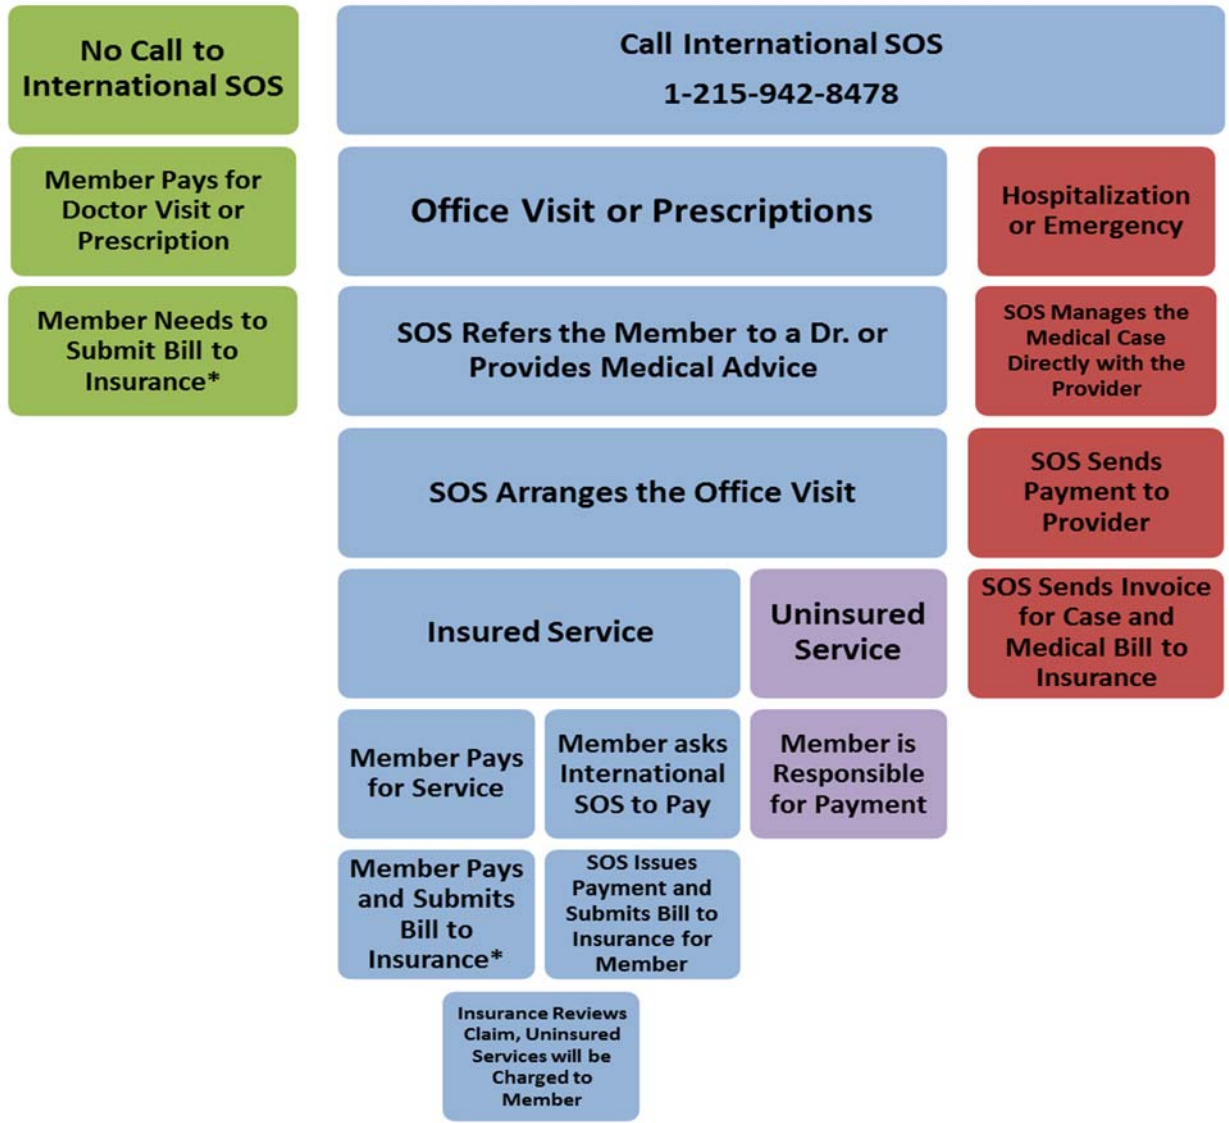 No Call to
International SOS
Call International SOS
1-215-942-8478
Member Pays for
Doctor Visit or
Prescription
Office Visit or Prescriptions
Hospitalization
or Emergency
Member Needs to
Submit Bill to
Insurance*
SOS Refers the Member to a Dr. or
Provides Medical Advice
SOS Manages the
Medical Case
Directly with the
Provider
SOS Arranges the Office Visit
SOS Sends
Payment to
Provider
Insured Service
Uninsured
Service
SOS Sends Invoice
for Case and
Medical Bill to
Insurance
Member Pays
for Service
Member asks
International
SOS to Pay
Member is
Responsible
for Payment
Member Pays
and Submits
Bill to
Insurance*
SOS Issues
Payment and
Submits Bill to
Insurance for
Member
Insurance Reviews
Claim, Uninsured
Services will be
Charged to
Member